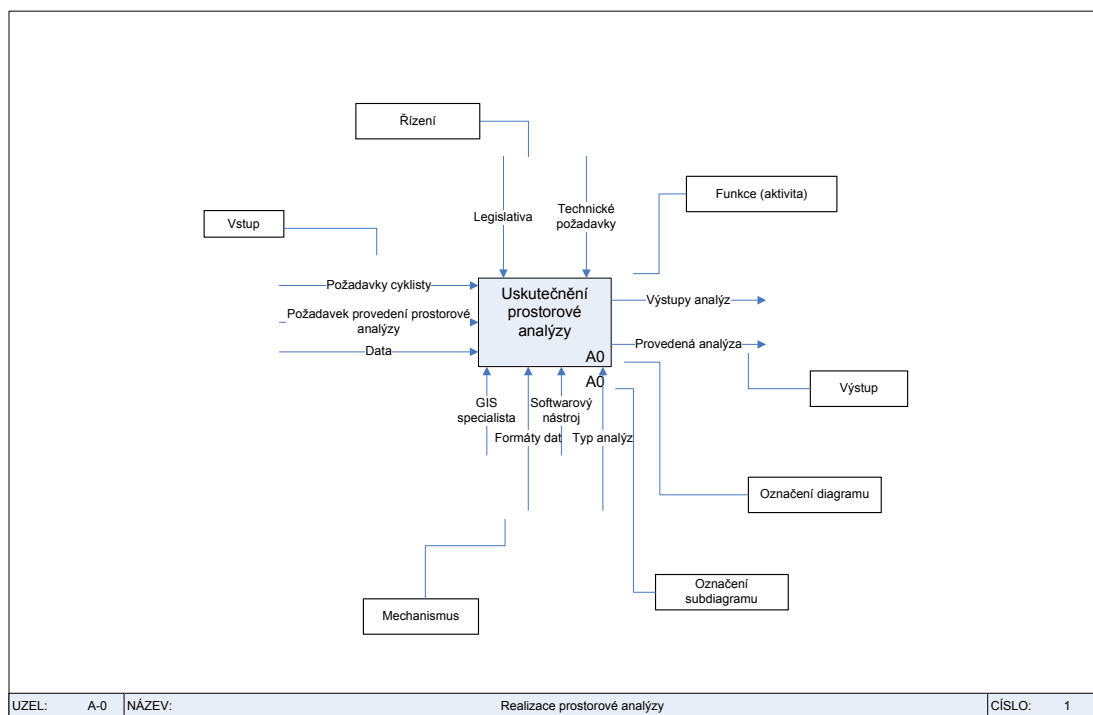 Řízení
Funkce (aktivita)
Vstup
Legislativa
Technické
požadavky
Požadavky cyklisty
Požadavek provedení prostorové
analýzy
Data
Uskutečnění
prostorové
analýzy
A0
A0
Výstupy analýz
Provedená analýza
Výstup
GIS
specialista
Softwarový
nástroj
Formáty dat
Typ analýz
Označení diagramu
Označení
subdiagramu
Mechanismus
UZEL: A-0 NÁZEV: Realizace prostorové analýzy ČÍSLO: 1